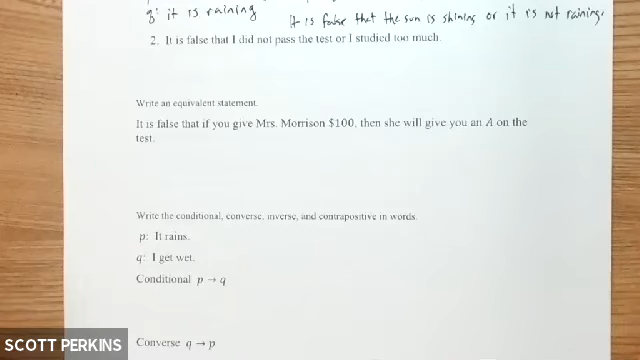 q: it is raining
It is false that the sun is shining or it is not raining.
2. It is false that I did not pass the test or I studied too much.
Write an equivalent statement.
It is false that if you give Mrs. Morrison $100, then she will give you an A on the
test.
Write the conditional, converse, inverse, and contrapositive in words.
p: It rains.
q: I get wet.
Conditional p → q
SCOTT PERKINS
Converse q → p